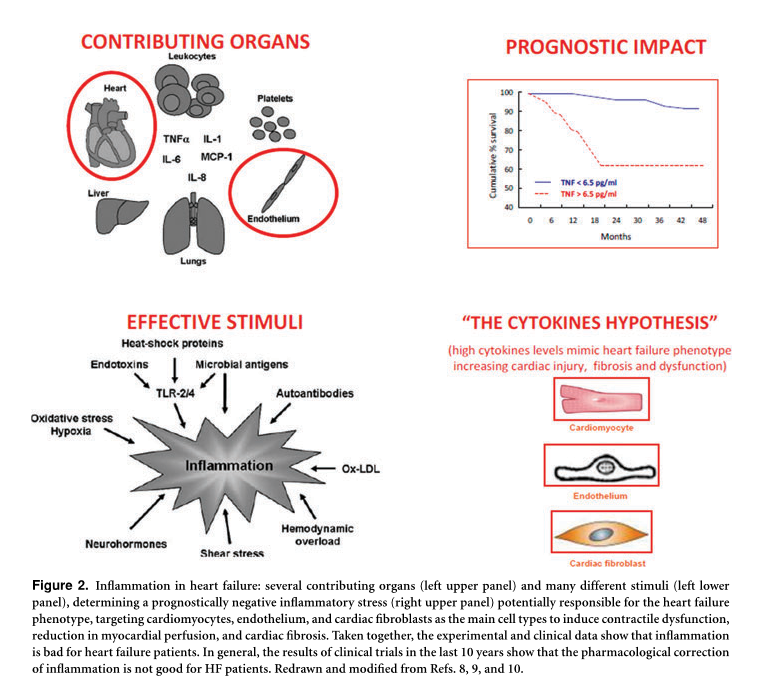 CONTRIBUTING ORGANS
Leukocytes
Heart
Platelets
TNFα IL-1
IL-6 MCP-1
IL-8
Liver
Endothelium
Lungs
PROGNOSTIC IMPACT
Cumulative % survival
100
90
80
70
60
50
40
TNF < 6.5 pg/ml
TNF > 6.5 pg/ml
0 6 12 18 24 30 36 42 48
Months
EFFECTIVE STIMULI
Heat-shock proteins
Endotoxins
Microbial antigens
TLR-2/4
Autoantibodies
Oxidative stress
Hypoxia
Inflammation
Ox-LDL
Hemodynamic
overload
Neurohormones
Shear stress
“THE CYTOKINES HYPOTHESIS”
(high cytokines levels mimic heart failure phenotype
increasing cardiac injury, fibrosis and dysfunction)
Cardiomyocyte
Endothelium
Cardiac fibroblast
Figure 2. Inflammation in heart failure: several contributing organs (left upper panel) and many different stimuli (left lower
panel), determining a prognostically negative inflammatory stress (right upper panel) potentially responsible for the heart failure
phenotype, targeting cardiomyocytes, endothelium, and cardiac fibroblasts as the main cell types to induce contractile dysfunction,
reduction in myocardial perfusion, and cardiac fibrosis. Taken together, the experimental and clinical data show that inflammation
is bad for heart failure patients. In general, the results of clinical trials in the last 10 years show that the pharmacological correction
of inflammation is not good for HF patients. Redrawn and modified from Refs. 8, 9, and 10.